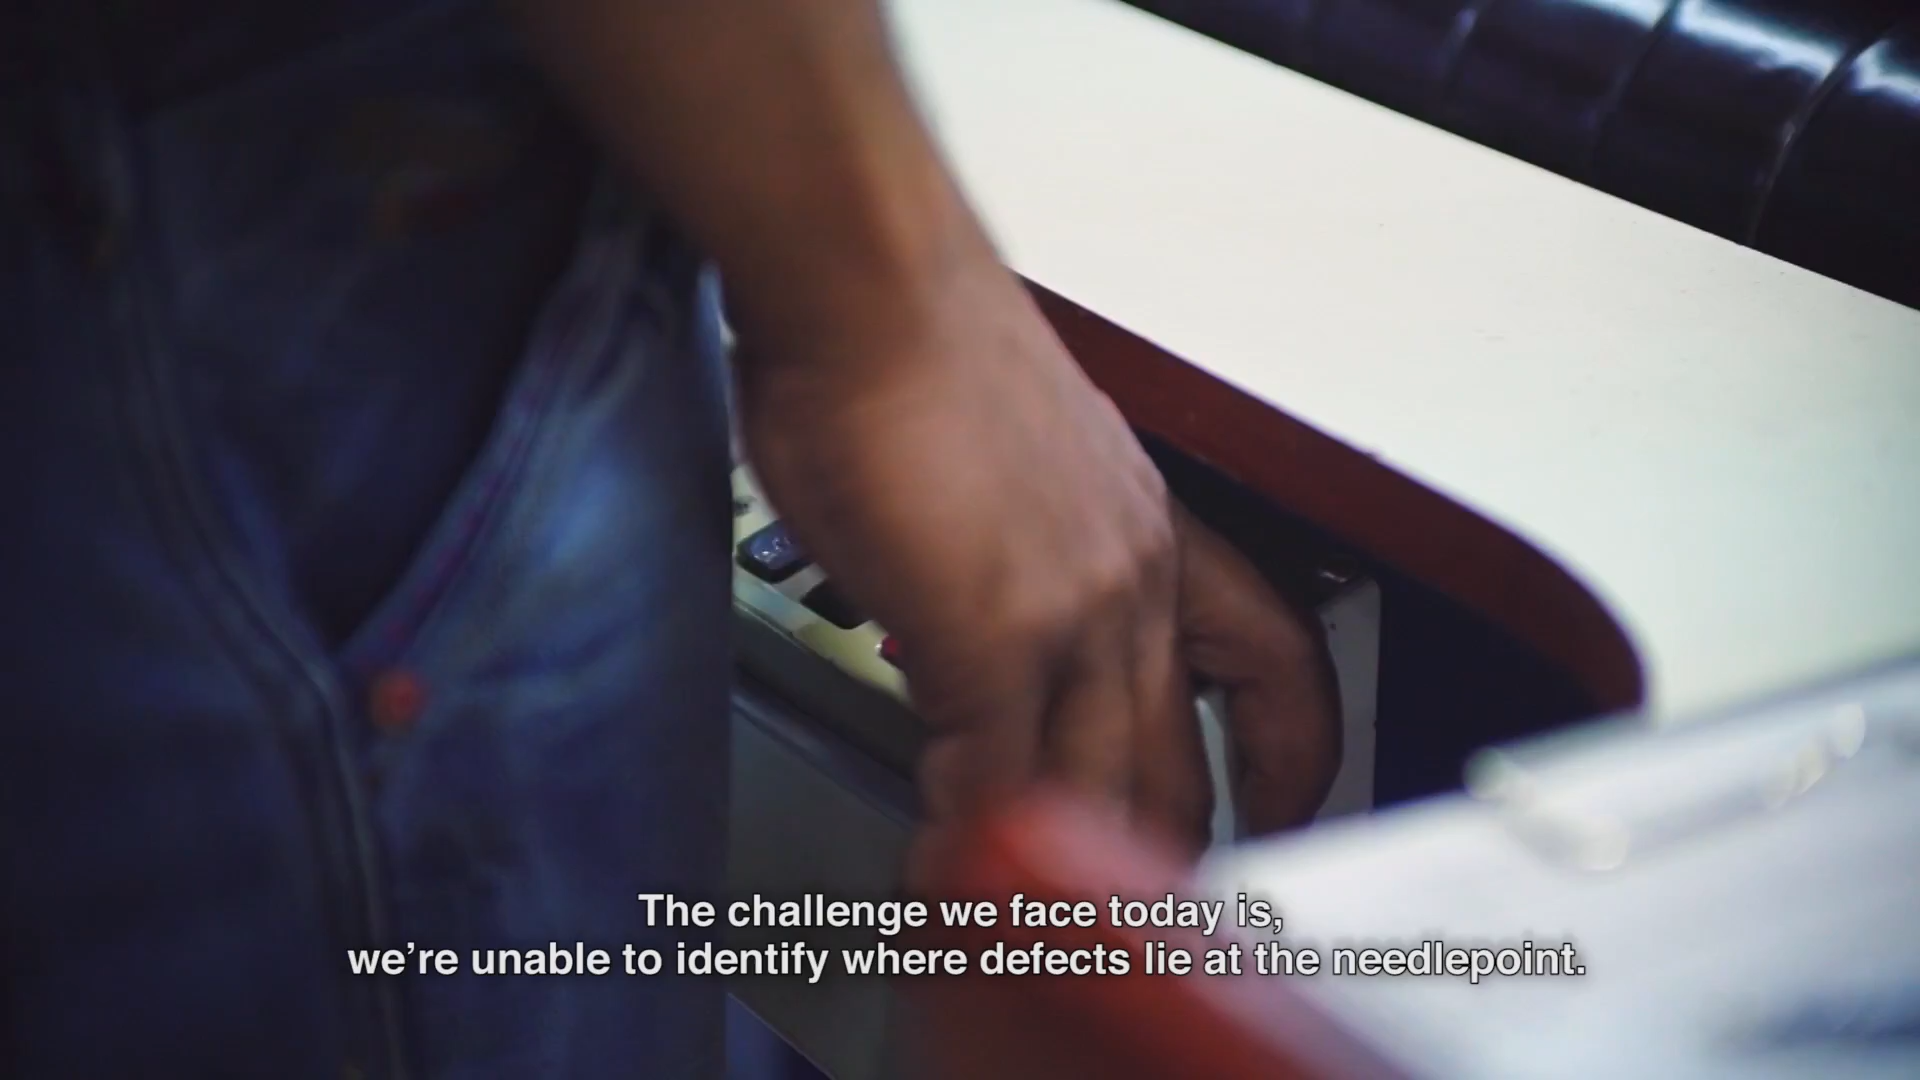 The challenge we face today is,
we’re unable to identify where defects lie at the needlepoint.